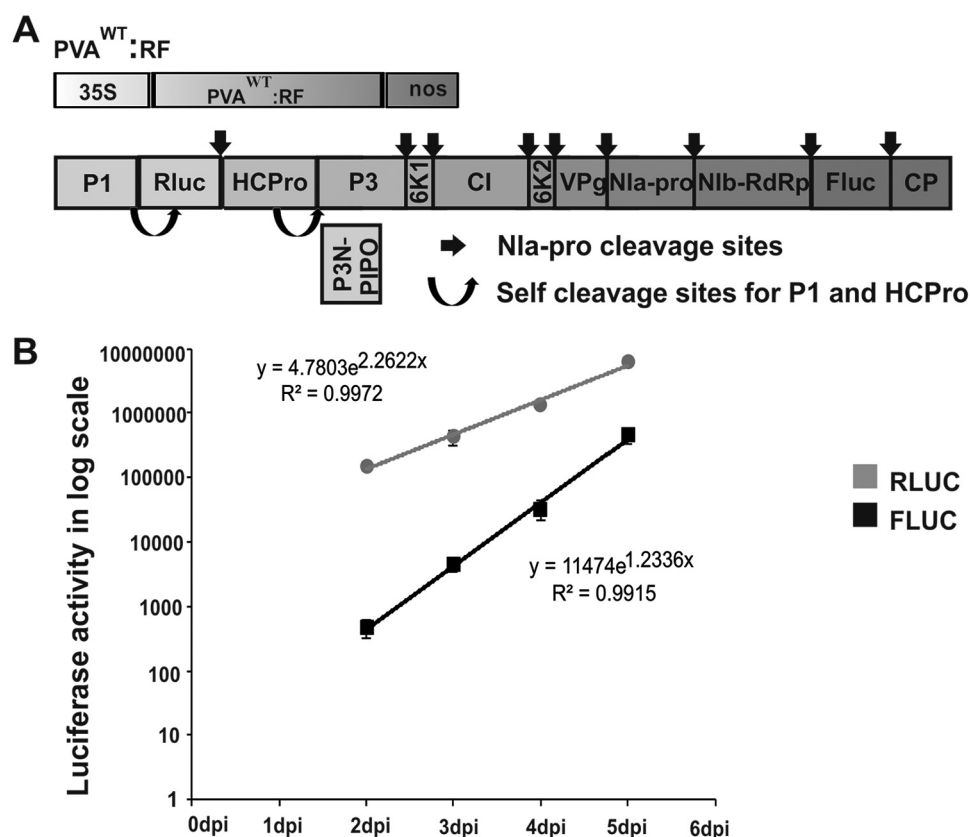 A
PVA^WT:RF
35S PVA^WT:RF nos
P1 Rluc HCPro P3 6K1 CI 6K2 VPg NIa-pro NIb-RdRp Fluc CP
P3N-PIPO
NIa-pro cleavage sites
Self cleavage sites for P1 and HCPro
B
Luciferase activity in log scale
10000000
1000000
100000
10000
1000
100
10
1
y = 4.7803e^2.2622x
R² = 0.9972
y = 11474e^1.2336x
R² = 0.9915
RLUC
FLUC
0dpi 1dpi 2dpi 3dpi 4dpi 5dpi 6dpi